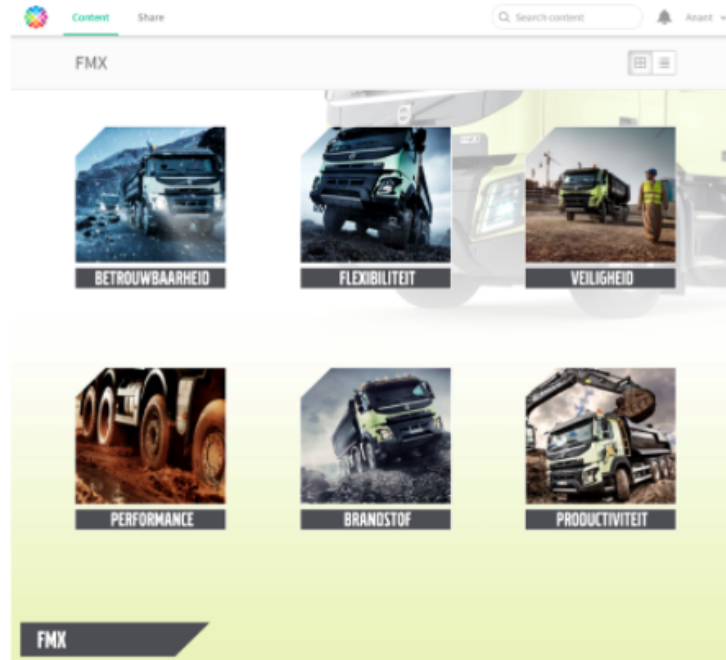 Content Share Search content Anant
FMX
BETROUWBAARHEID FLEXIBILITEIT VEILIGHEID
PERFORMANCE BRANDSTOF PRODUCTIVITEIT
FMX